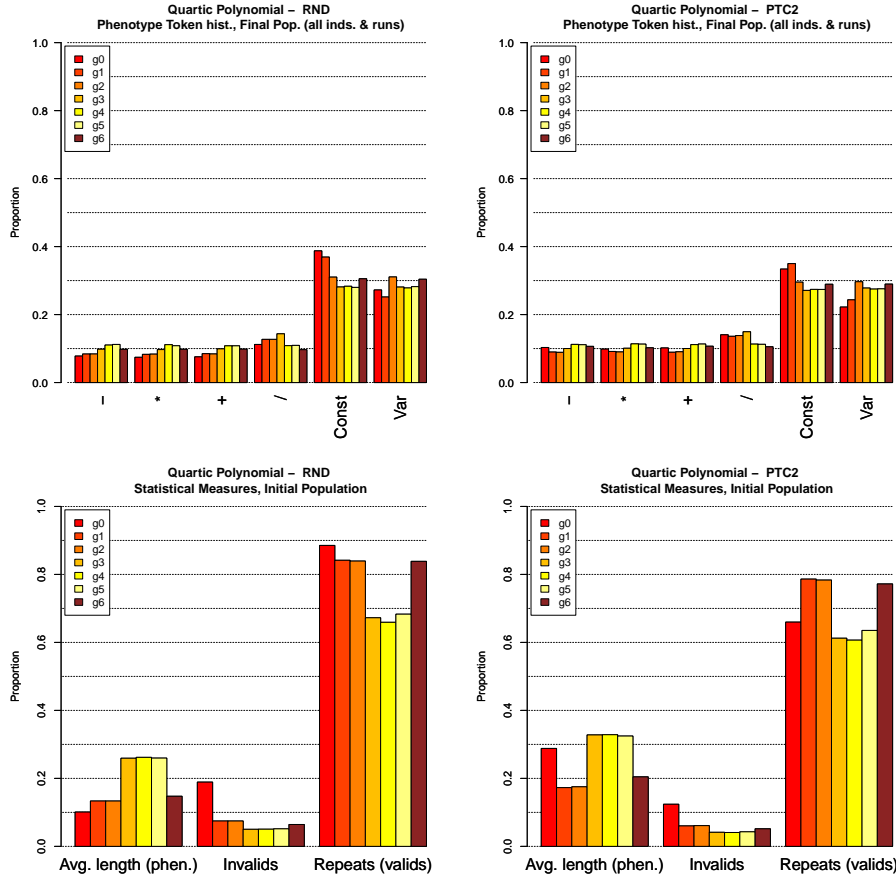 Quartic Polynomial – RND
Phenotype Token hist., Final Pop. (all inds. & runs)
Proportion
1.0
0.8
0.6
0.4
0.2
0.0
g0
g1
g2
g3
g4
g5
g6
–
*
+
/
Const
Var
Quartic Polynomial – PTC2
Phenotype Token hist., Final Pop. (all inds. & runs)
Proportion
1.0
0.8
0.6
0.4
0.2
0.0
g0
g1
g2
g3
g4
g5
g6
–
*
+
/
Const
Var
Quartic Polynomial – RND
Statistical Measures, Initial Population
Proportion
1.0
0.8
0.6
0.4
0.2
0.0
g0
g1
g2
g3
g4
g5
g6
Avg. length (phen.) Invalids Repeats (valids)
Quartic Polynomial – PTC2
Statistical Measures, Initial Population
Proportion
1.0
0.8
0.6
0.4
0.2
0.0
g0
g1
g2
g3
g4
g5
g6
Avg. length (phen.) Invalids Repeats (valids)